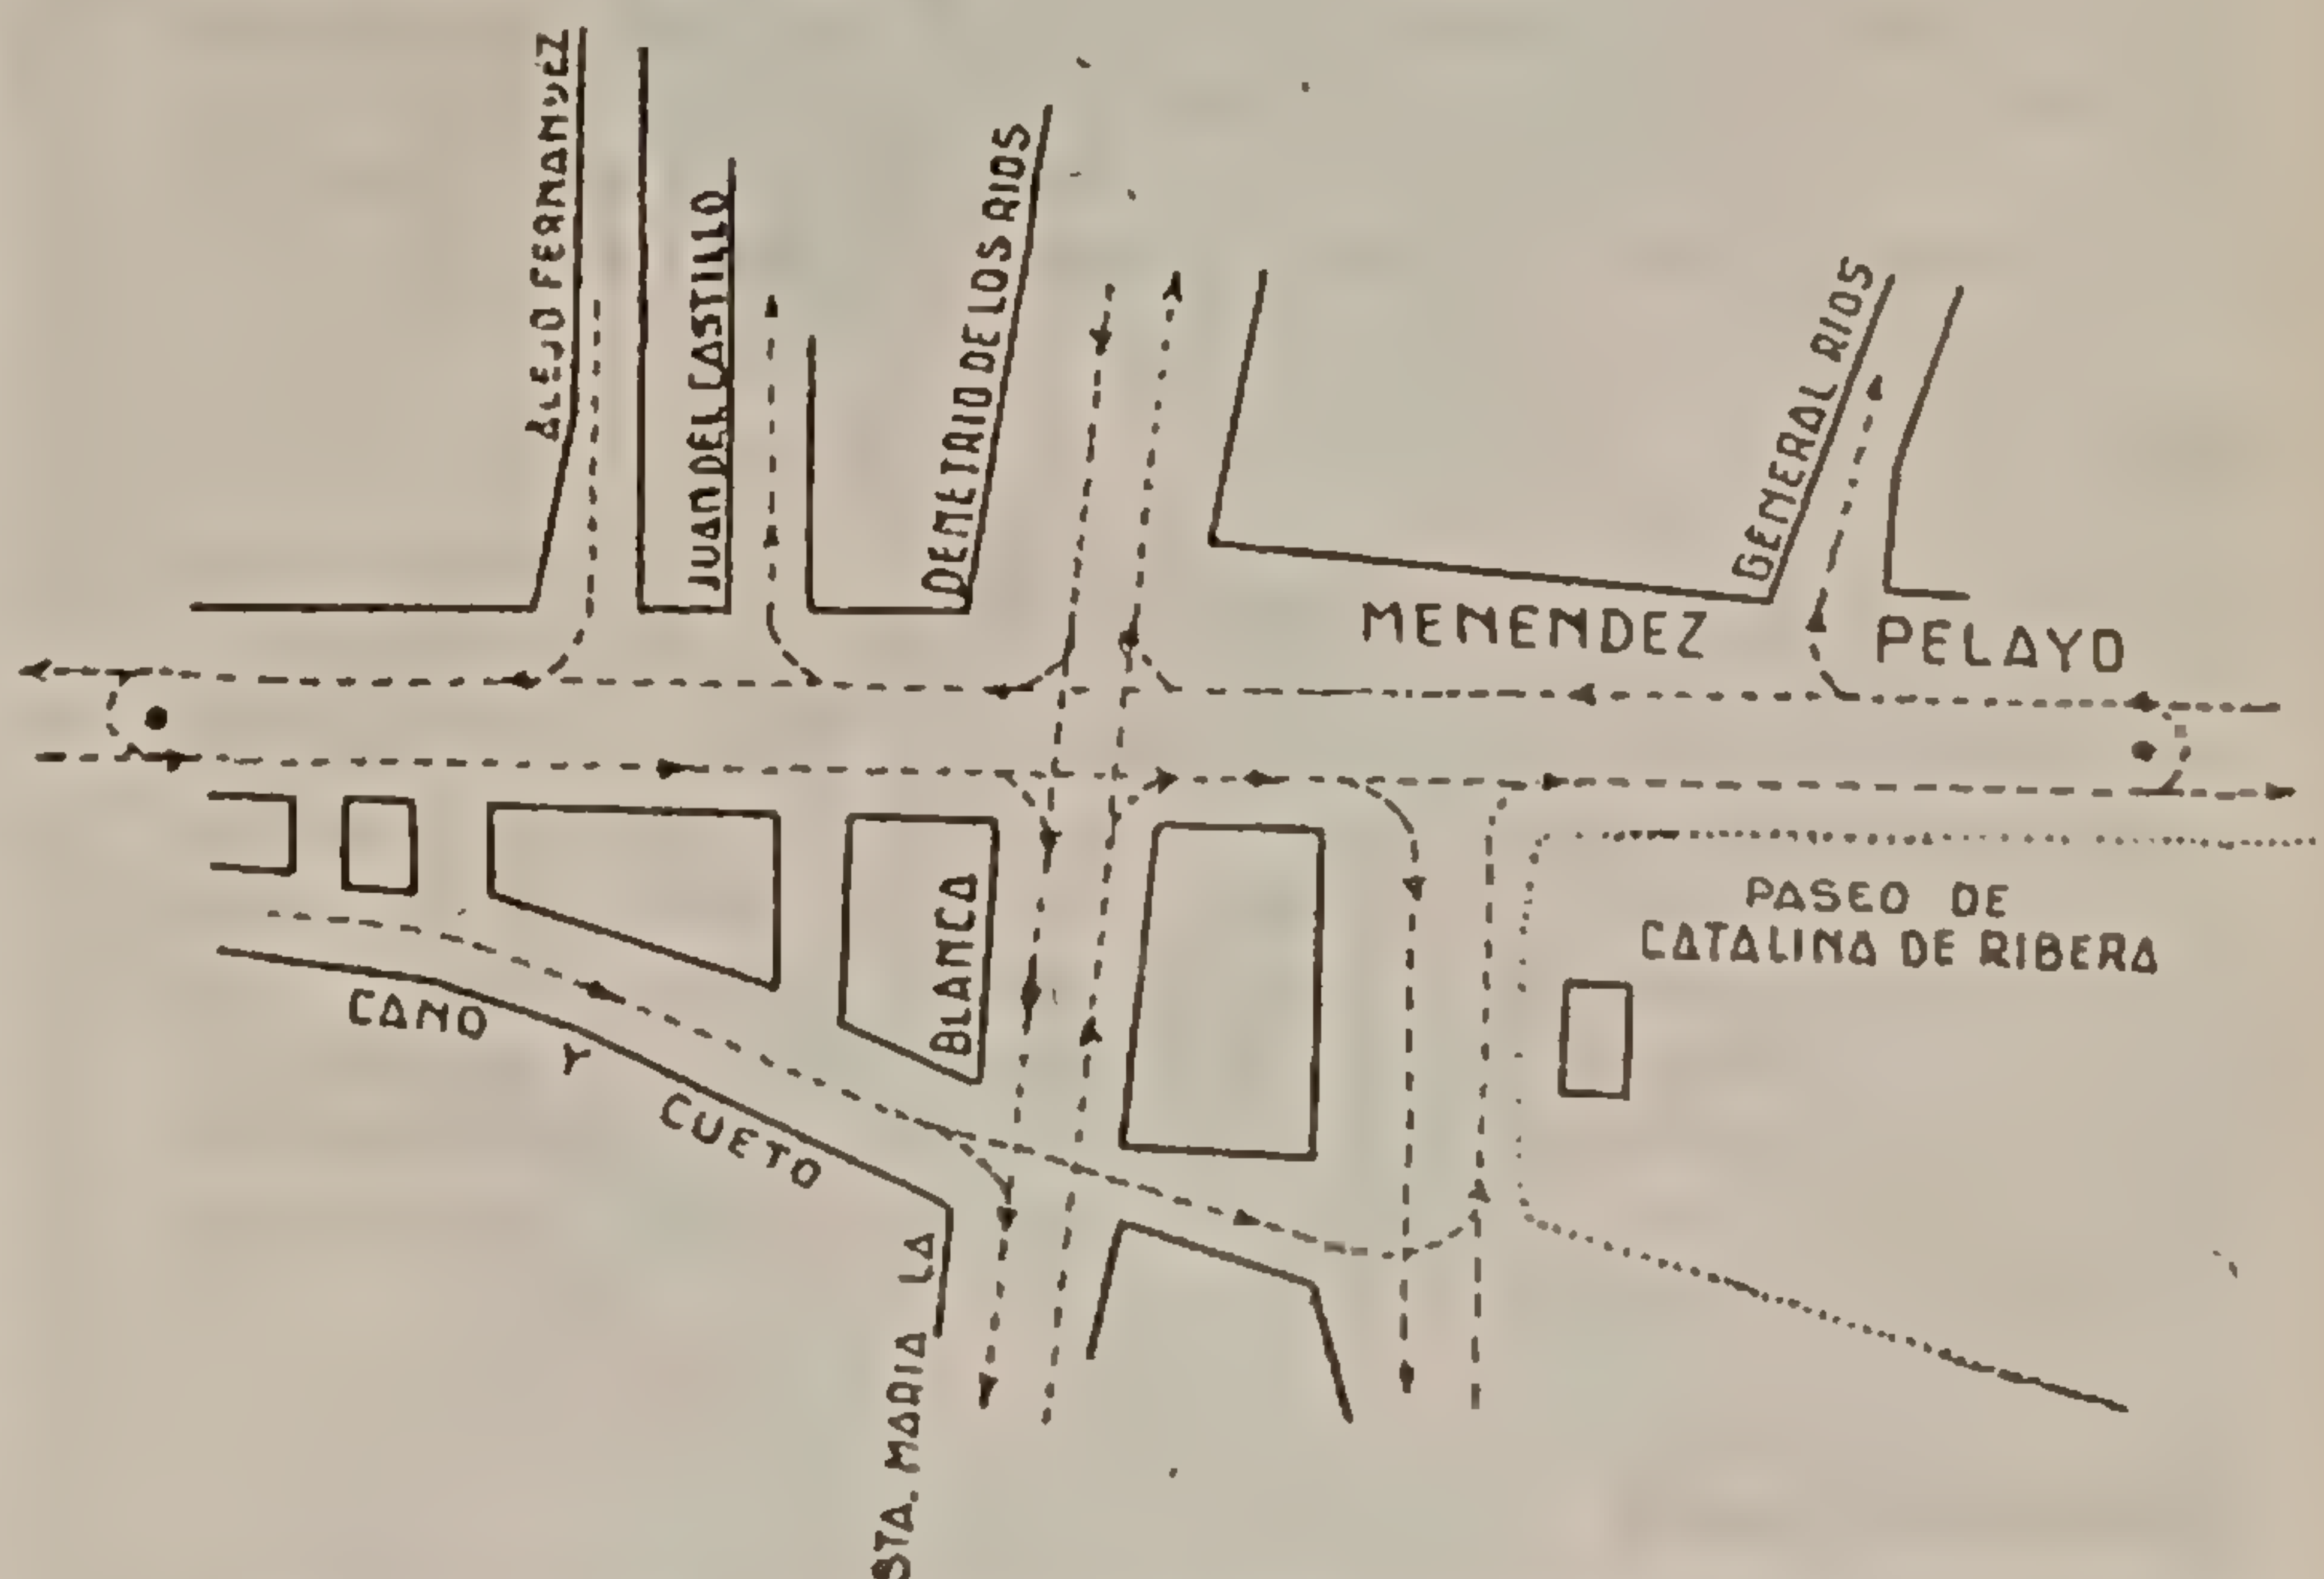 ALEJO FERNANDEZ
JUAN DEL CASTILLO
DEMETRIO DE LOS RIOS
GENERAL RIOS
MENENDEZ PELAYO
PASEO DE
CATALINA DE RIBERA
CANO
Y
CUETO
STA. MARIA LA BLANCA